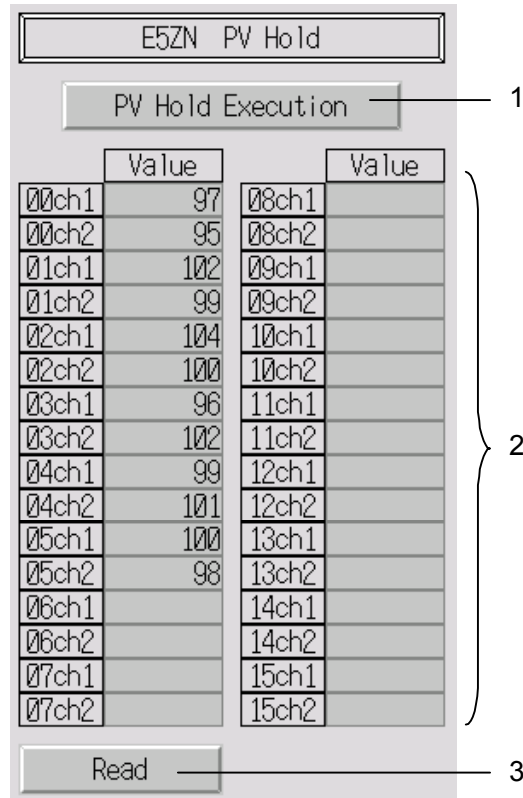 E5ZN PV Hold
PV Hold Execution 1
Value Value
00ch1 97 08ch1
00ch2 95 08ch2
01ch1 102 09ch1
01ch2 99 09ch2
02ch1 104 10ch1
02ch2 100 10ch2
03ch1 96 11ch1
03ch2 102 11ch2 2
04ch1 99 12ch1
04ch2 101 12ch2
05ch1 100 13ch1
05ch2 98 13ch2
06ch1 14ch1
06ch2 14ch2
07ch1 15ch1
07ch2 15ch2
Read 3